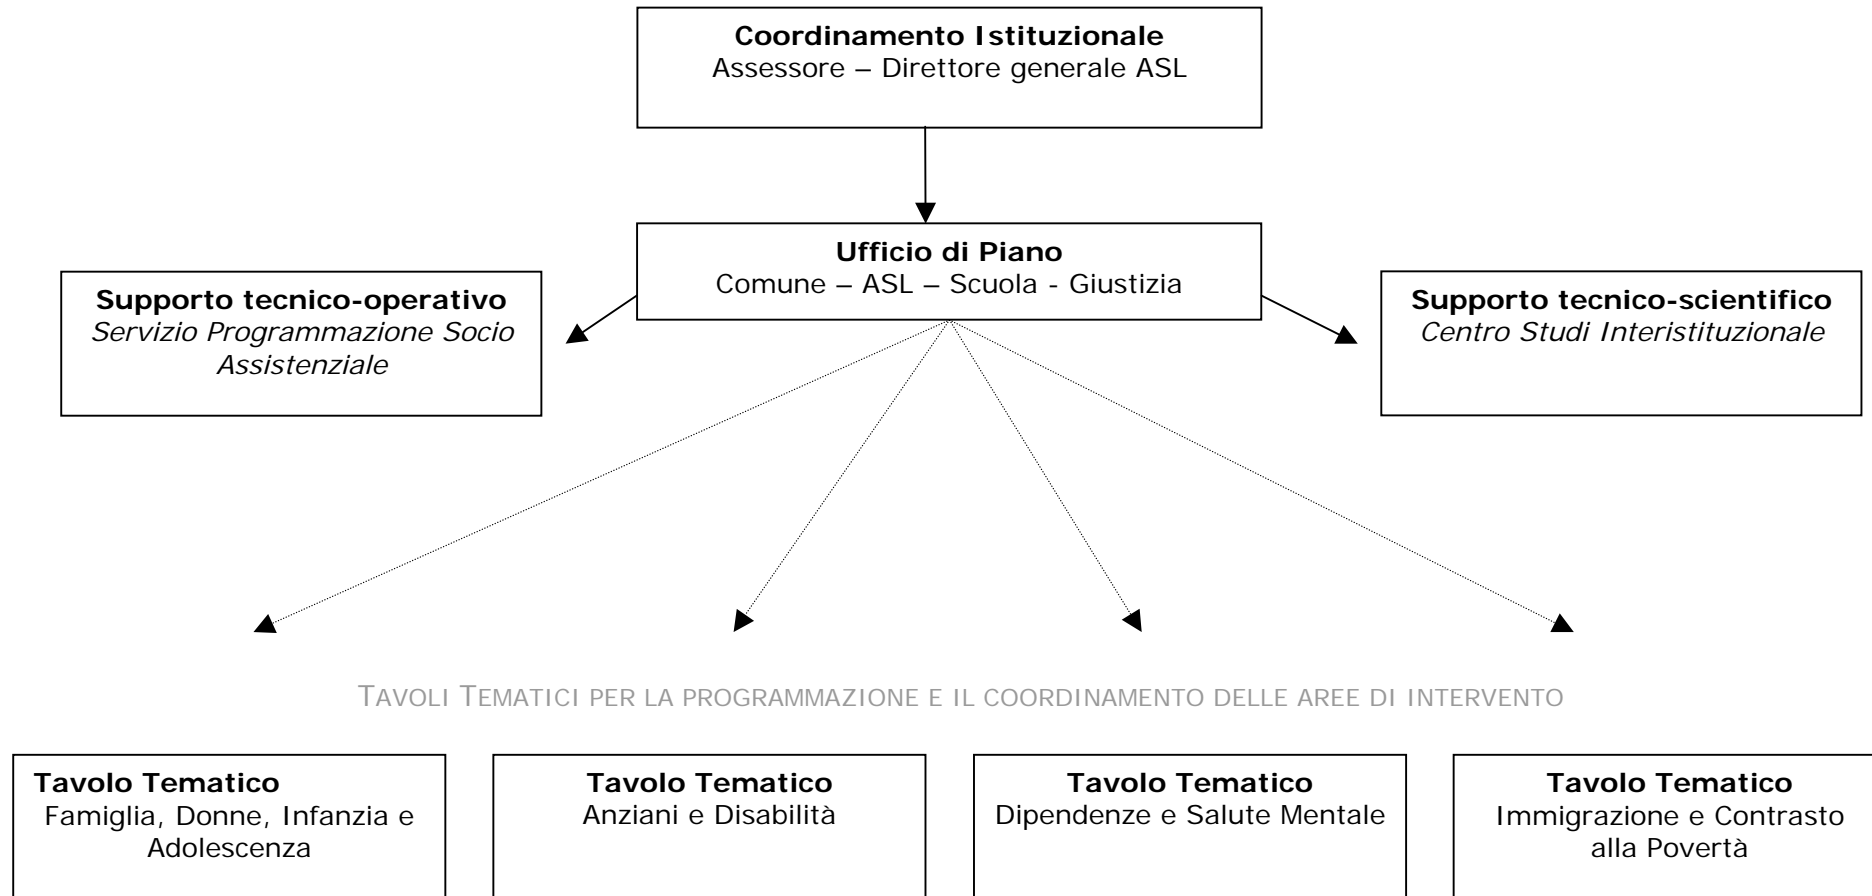 Coordinamento Istituzionale
Assessore – Direttore generale ASL
Ufficio di Piano
Comune – ASL – Scuola - Giustizia
Supporto tecnico-operativo
Servizio Programmazione Socio
Assistenziale
Supporto tecnico-scientifico
Centro Studi Interistituzionale
TAVOLI TEMATICI PER LA PROGRAMMAZIONE E IL COORDINAMENTO DELLE AREE DI INTERVENTO
Tavolo Tematico
Famiglia, Donne, Infanzia e
Adolescenza
Tavolo Tematico
Anziani e Disabilità
Tavolo Tematico
Dipendenze e Salute Mentale
Tavolo Tematico
Immigrazione e Contrasto
alla Povertà